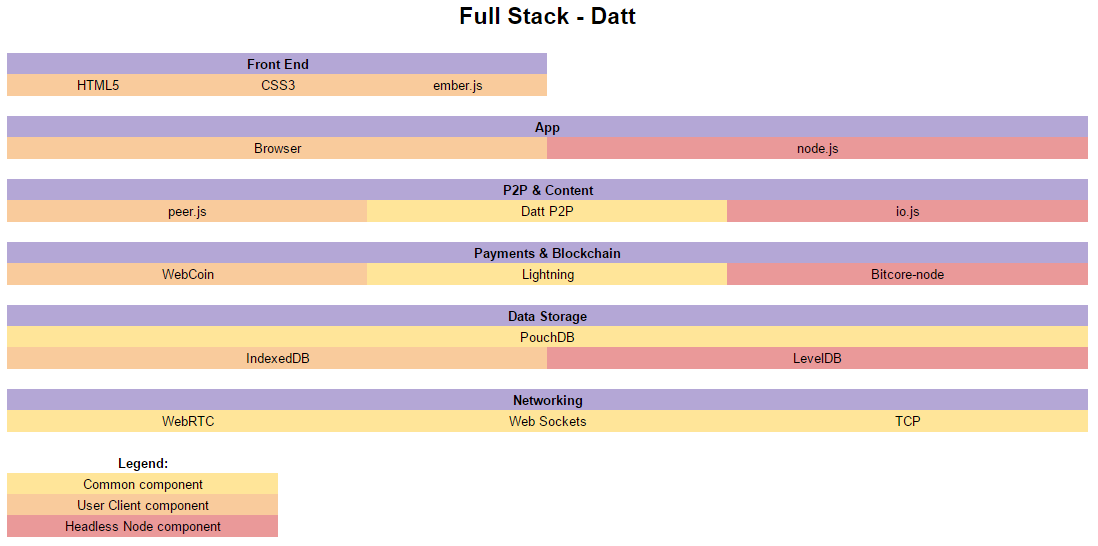 Full Stack - Datt
Front End
HTML5 CSS3 ember.js
App
Browser node.js
P2P & Content
peer.js Datt P2P io.js
Payments & Blockchain
WebCoin Lightning Bitcore-node
Data Storage
PouchDB
IndexedDB LevelDB
Networking
WebRTC Web Sockets TCP
Legend:
Common component
User Client component
Headless Node component